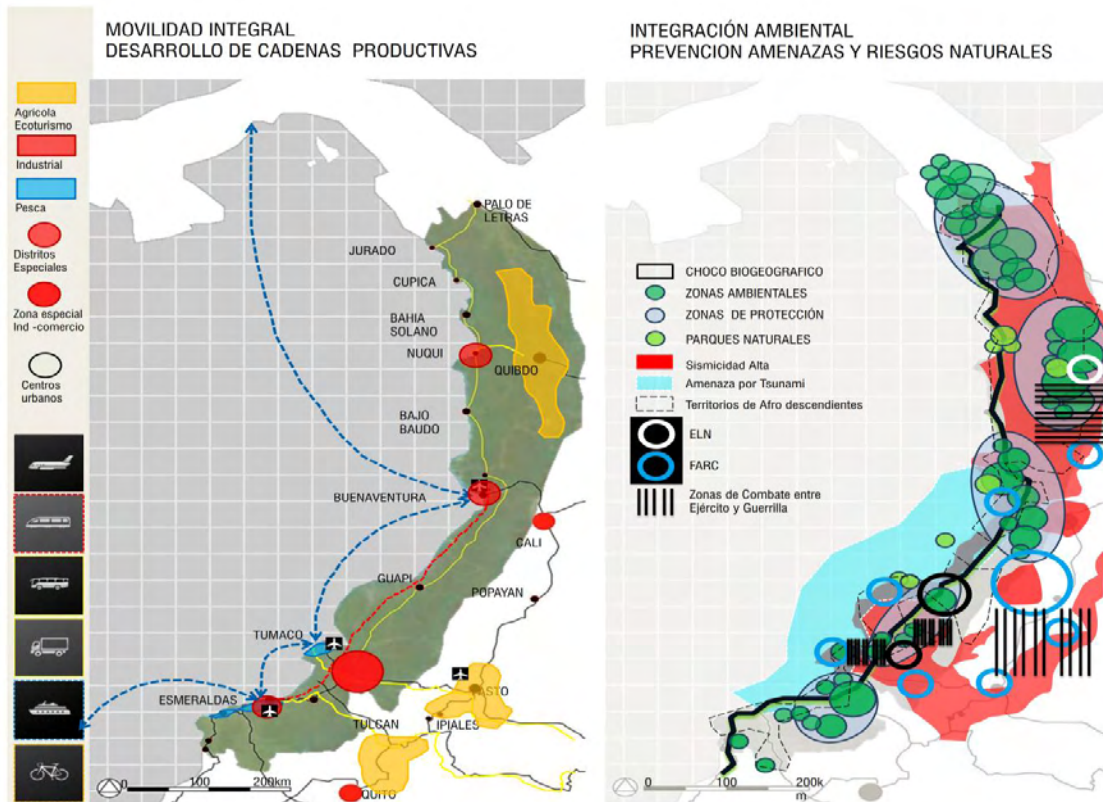 MOVILIDAD INTEGRAL
DESARROLLO DE CADENAS PRODUCTIVAS
Agricola
Ecoturismo
Industrial
Pesca
Distritos
Especiales
Zona especial
Ind -comercio
Centros
urbanos
PALO DE
LETRAS
JURADO
CUPICA
BAHIA
SOLANO
NUQUI
QUIBDO
BAJO
BAUDO
BUENAVENTURA
CALI
GUAPI
POPAYAN
TUMACO
ASTO
ESMERALDAS
TULCAN
IPIALES
QUITO
0 100 200km
INTEGRACIÓN AMBIENTAL
PREVENCION AMENAZAS Y RIESGOS NATURALES
CHOCO BIOGEOGRAFICO
ZONAS AMBIENTALES
ZONAS DE PROTECCIÓN
PARQUES NATURALES
Sismicidad Alta
Amenaza por Tsunami
Territorios de Afro descendientes
ELN
FARC
Zonas de Combate entre
Ejército y Guerrilla
0 100 200k
m